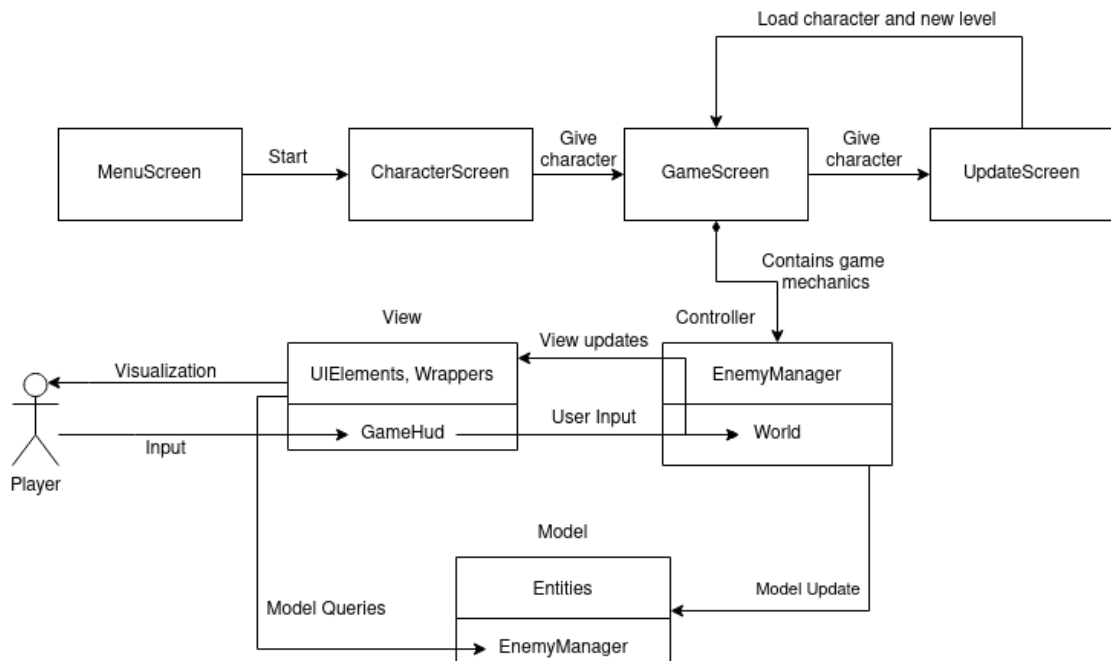 Load character and new level
MenuScreen
Start
CharacterScreen
Give
character
GameScreen
Give
character
UpdateScreen
Contains game
mechanics
View
Controller
Visualization
UIElements, Wrappers
View updates
EnemyManager
Input
GameHud
User Input
World
Player
Model
Entities
Model Update
Model Queries
EnemyManager